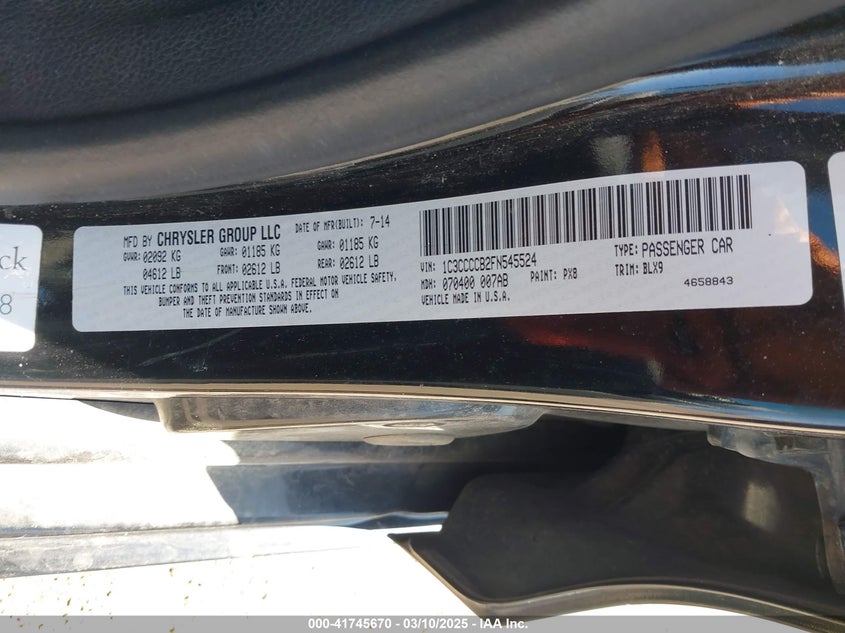 ck
8
MFD BY CHRYSLER GROUP LLC DATE OF MFR(BUILT): 7-14
GVWR: 02092 KG GAWR: 01185 KG GAWR: 01185 KG
04612 LB FRONT: 02612 LB REAR: 02612 LB
THIS VEHICLE CONFORMS TO ALL APPLICABLE U.S.A. FEDERAL MOTOR VEHICLE SAFETY,
BUMPER AND THEFT PREVENTION STANDARDS IN EFFECT ON
THE DATE OF MANUFACTURE SHOWN ABOVE.
VIN: 1C3CCCCB2FN545524 TYPE: PASSENGER CAR
MDH: 070400 007AB PAINT: PX8 TRIM: BLX9
VEHICLE MADE IN U.S.A. 4658843
000-41745670 - 03/10/2025 - IAA Inc.